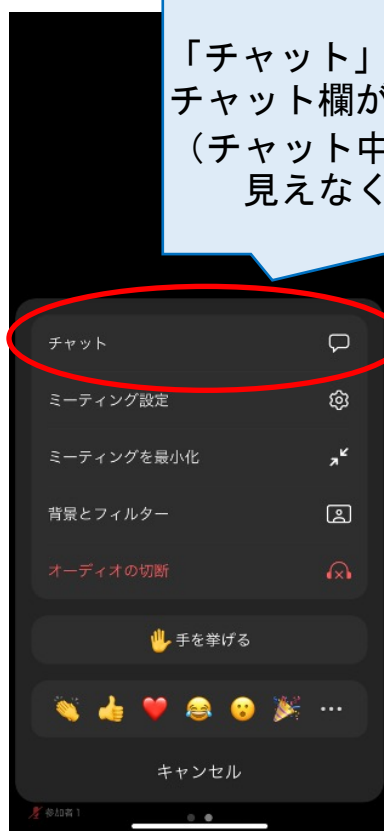 「チャット」
チャット欄が
（チャット中
見えなく
チャット
ミーティング設定
ミーティングを最小化
背景とフィルター
オーディオの切断
✋手を挙げる
👏 👍 ❤️ 😂 😮 🎉 …
キャンセル
参加者1